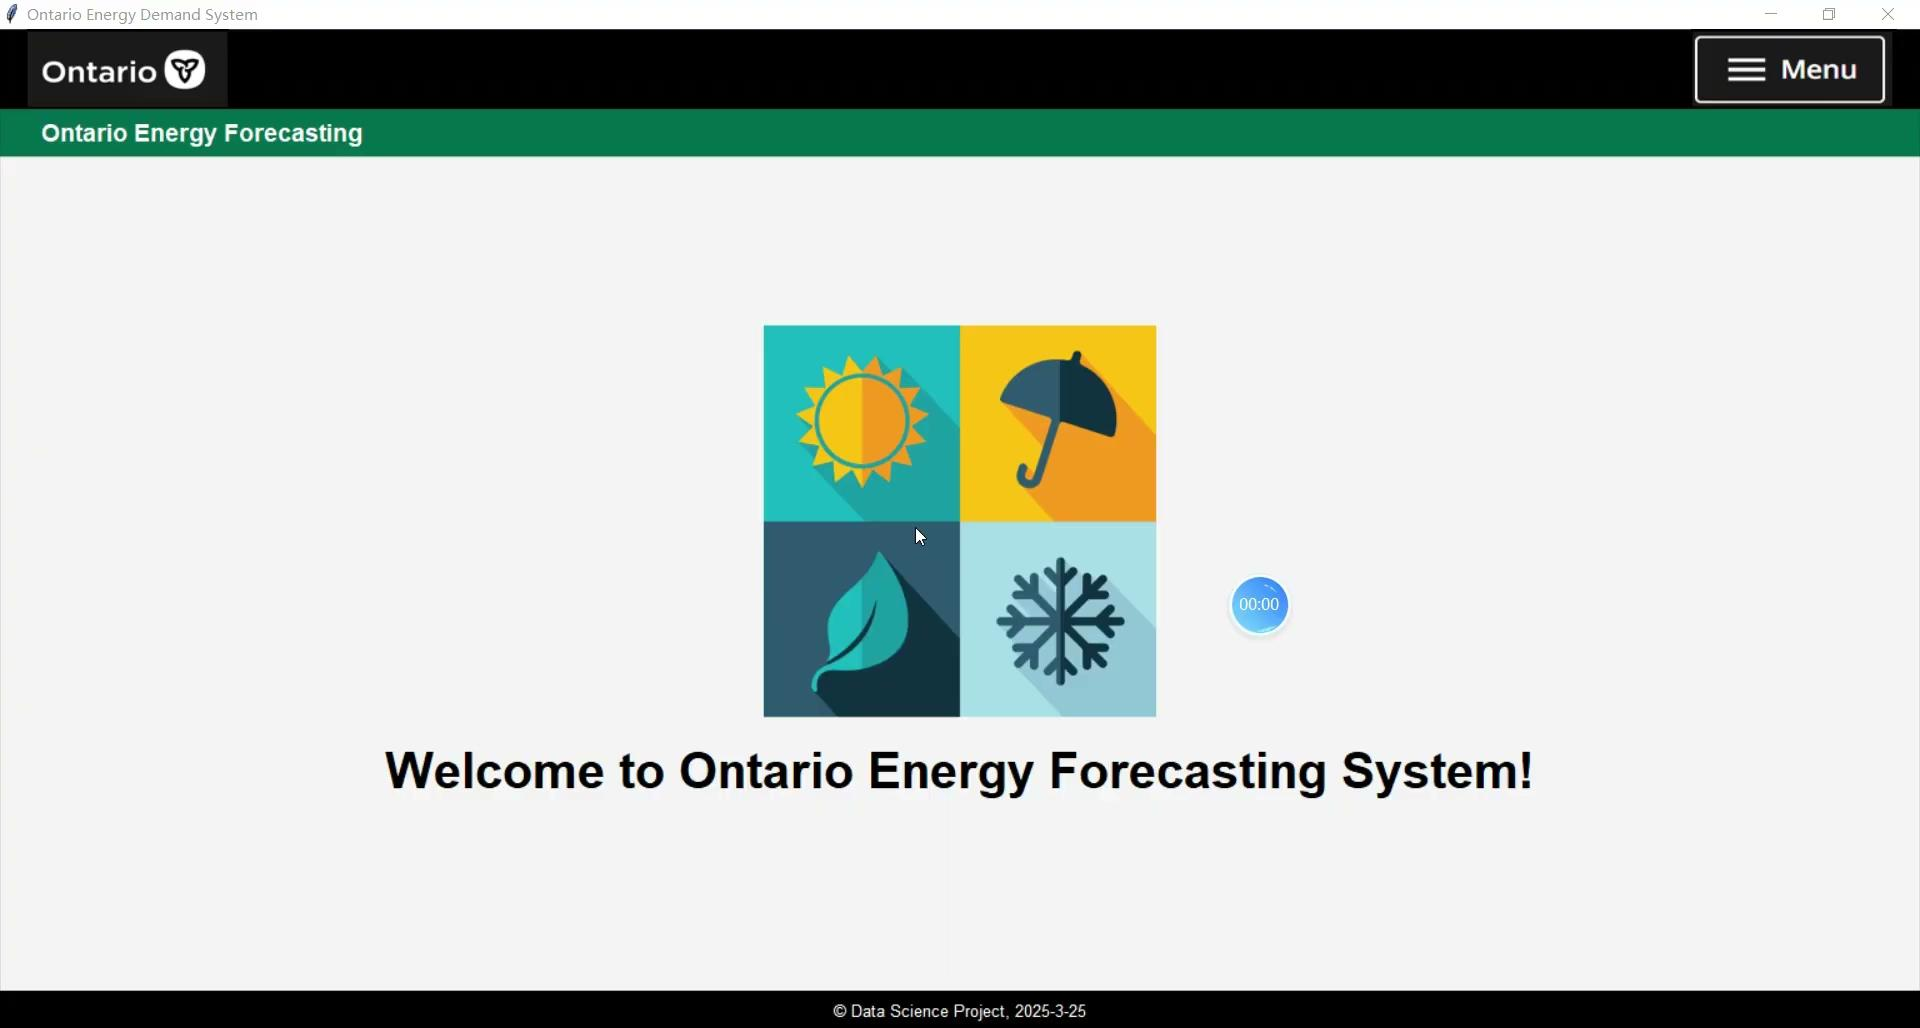 Ontario Energy Demand System
Ontario
Menu
Ontario Energy Forecasting
00:00
Welcome to Ontario Energy Forecasting System!
© Data Science Project, 2025-3-25